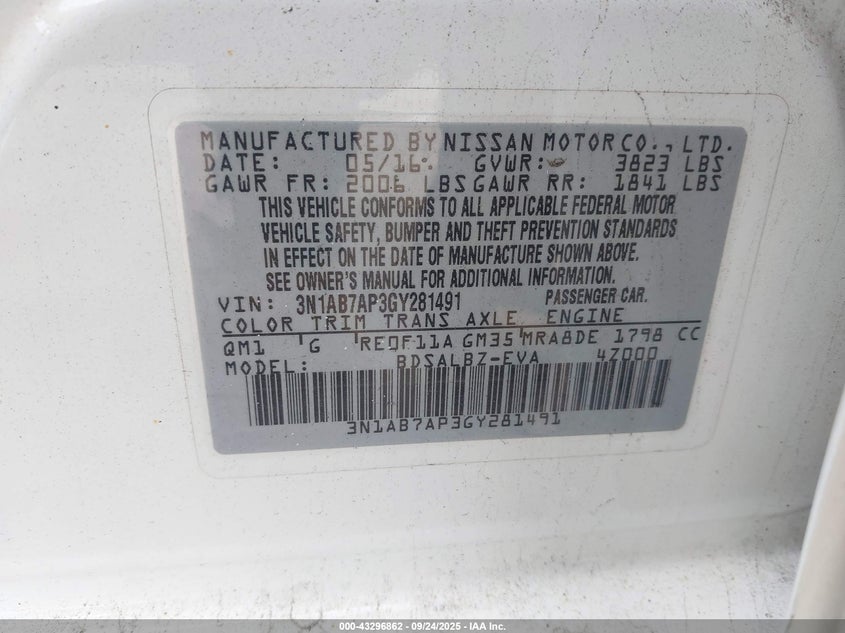 MANUFACTURED BY NISSAN MOTOR CO., LTD.
DATE: 05/16 GVWR: 3823 LBS
GAWR FR: 2006 LBS GAWR RR: 1841 LBS
THIS VEHICLE CONFORMS TO ALL APPLICABLE FEDERAL MOTOR
VEHICLE SAFETY, BUMPER AND THEFT PREVENTION STANDARDS
IN EFFECT ON THE DATE OF MANUFACTURE SHOWN ABOVE.
SEE OWNER'S MANUAL FOR ADDITIONAL INFORMATION.
VIN: 3N1AB7AP3GY281491 PASSENGER CAR.
COLOR TRIM TRANS AXLE ENGINE
QM1 G RE0F11A GM35 MRA8DE 1798 CC
MODEL: BDSALBZ-EVA 4Z000
3N1AB7AP3GY281491
000-43296862 - 09/24/2025 - IAA Inc.